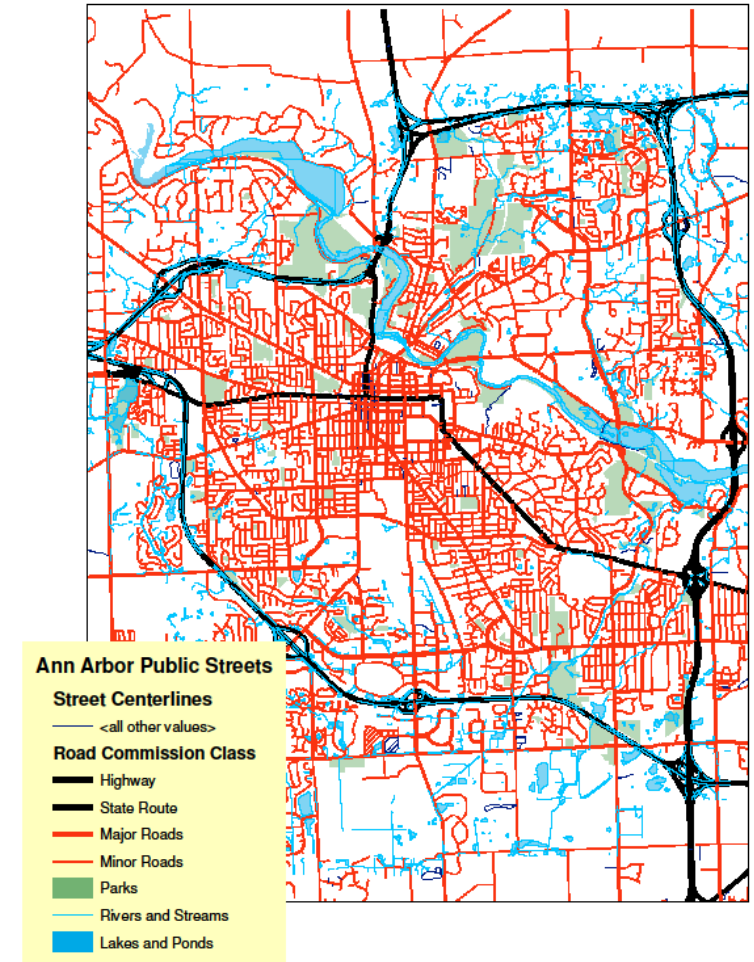 Ann Arbor Public Streets
Street Centerlines
<all other values>
Road Commission Class
Highway
State Route
Major Roads
Minor Roads
Parks
Rivers and Streams
Lakes and Ponds